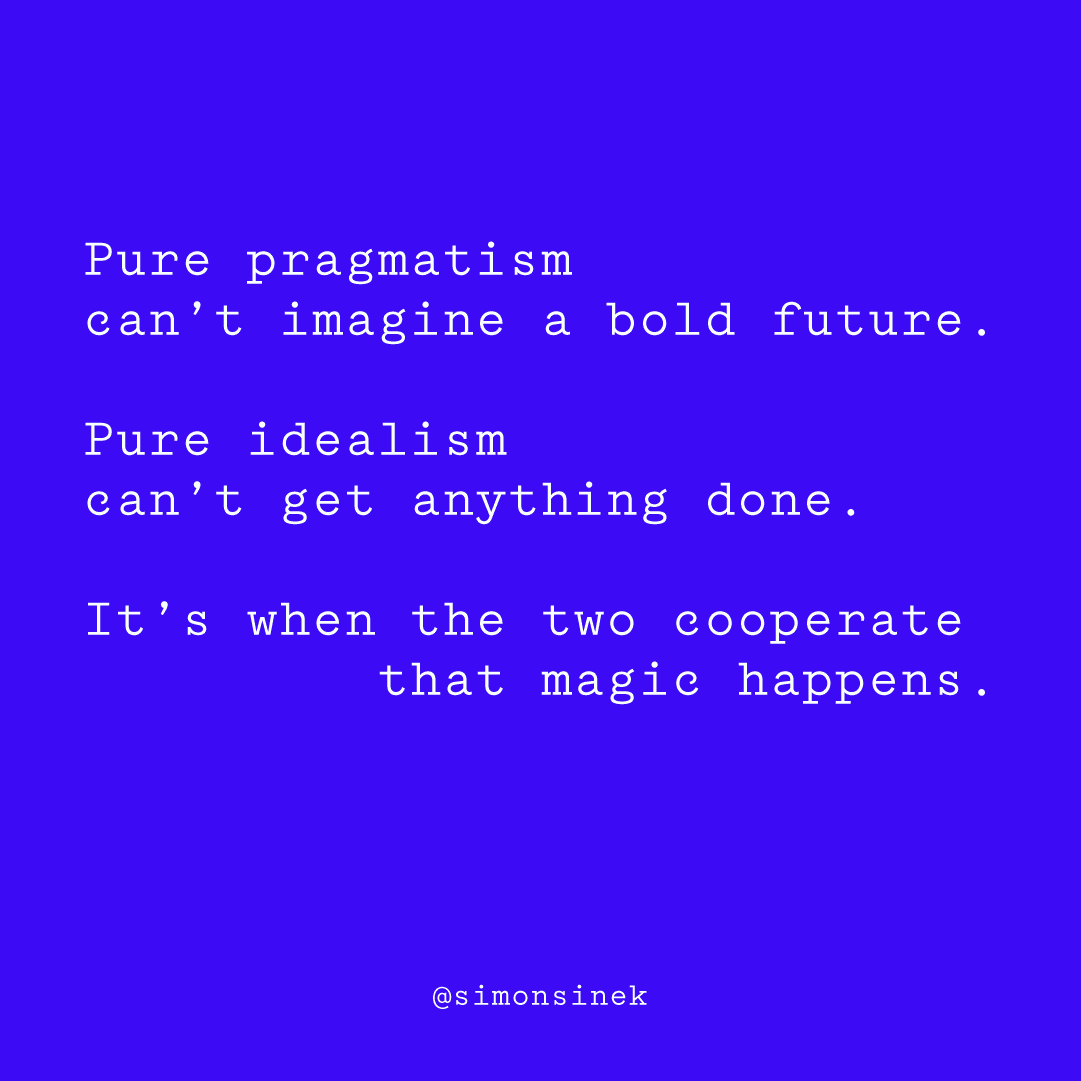 Pure pragmatism
can’t imagine a bold future.
Pure idealism
can’t get anything done.
It’s when the two cooperate
that magic happens.
@simonsinek